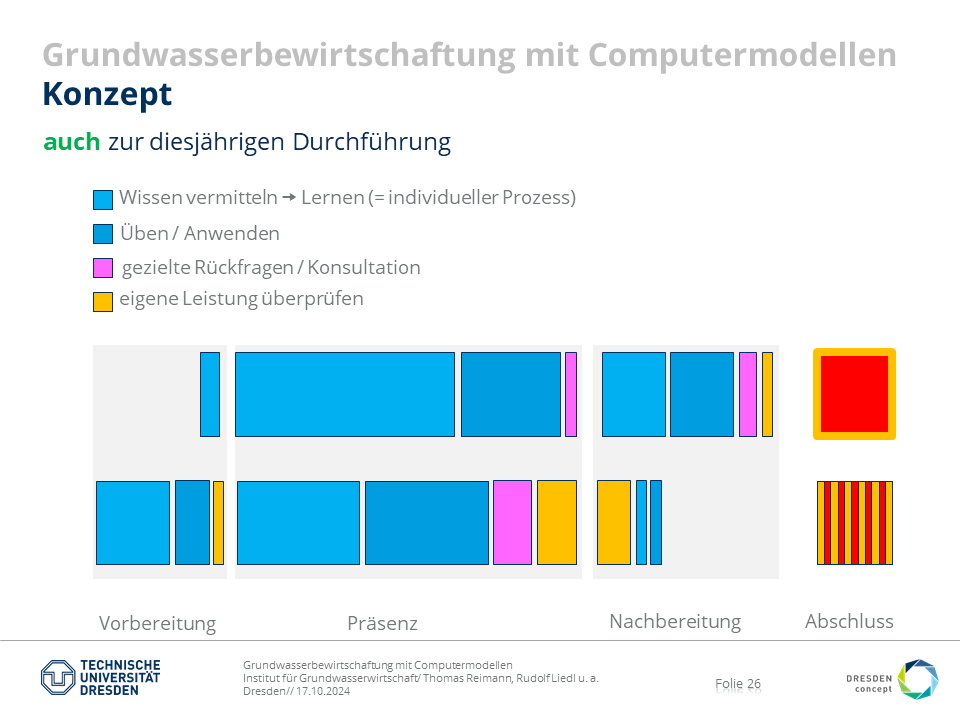 Grundwasserbewirtschaftung mit Computermodellen
Konzept
auch zur diesjährigen Durchführung
Wissen vermitteln → Lernen (= individueller Prozess)
Üben / Anwenden
gezielte Rückfragen / Konsultation
eigene Leistung überprüfen
Vorbereitung
Präsenz
Nachbereitung
Abschluss
TECHNISCHE
UNIVERSITÄT
DRESDEN
Grundwasserbewirtschaftung mit Computermodellen
Institut für Grundwasserwirtschaft/ Thomas Reimann, Rudolf Liedl u. a.
Dresden// 17.10.2024
Folie 26
DRESDEN
concept